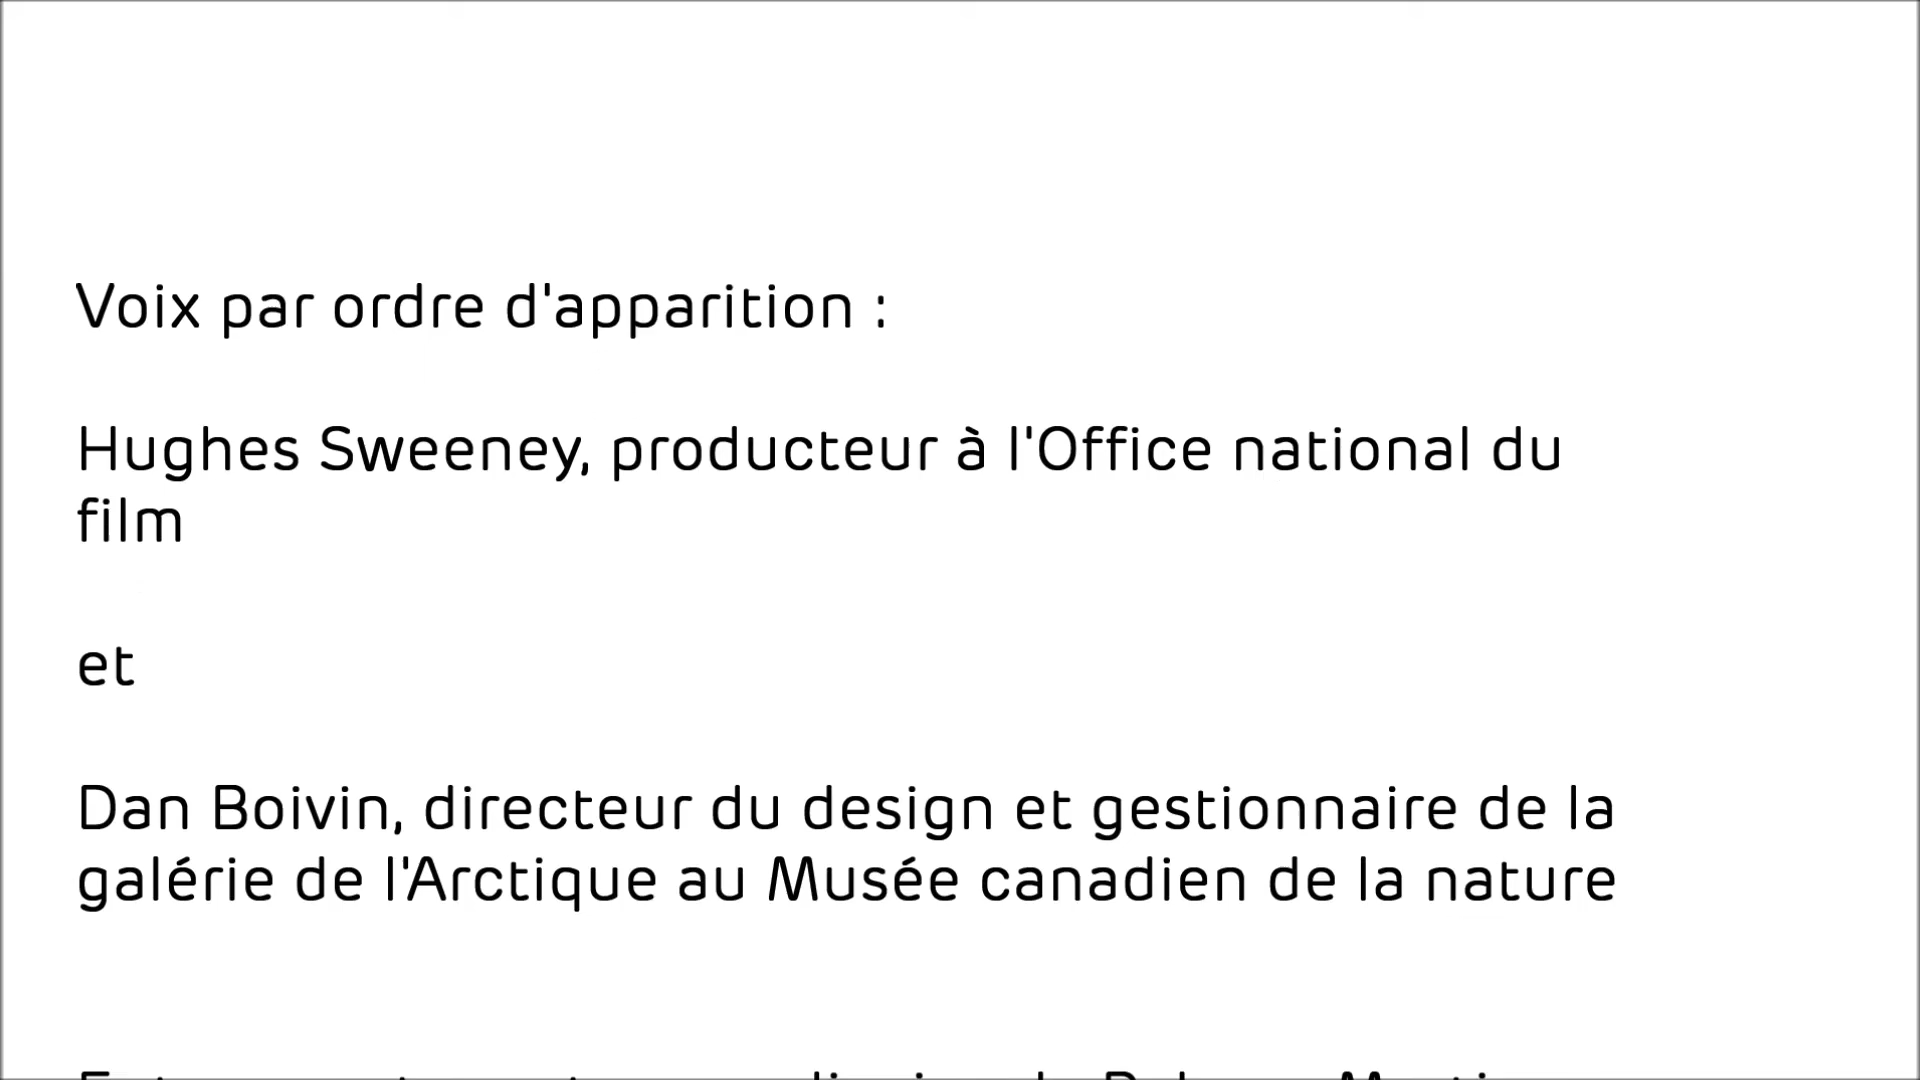 Voix par ordre d'apparition :
Hughes Sweeney, producteur à l'Office national du
film
et
Dan Boivin, directeur du design et gestionnaire de la
galérie de l'Arctique au Musée canadien de la nature